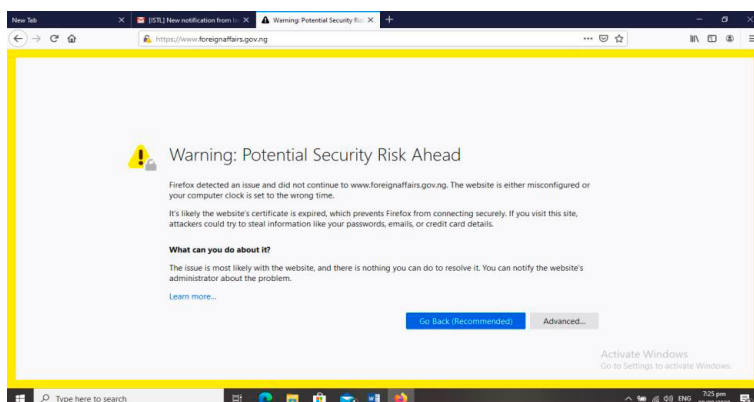 New Tab
[ISTL] New notification from
Warning: Potential Security
https://www.foreignaffairs.gov.ng
Warning: Potential Security Risk Ahead
Firefox detected an issue and did not continue to www.foreignaffairs.gov.ng. The website is either misconfigured or
your computer clock is set to the wrong time.
It's likely the website's certificate is expired, which prevents Firefox from connecting securely. If you visit this site,
attackers could try to steal information like your passwords, emails, or credit card details.
What can you do about it?
The issue is most likely with the website, and there is nothing you can do to resolve it. You can notify the website's
administrator about the problem.
Learn more...
Go Back (Recommended) Advanced...
Activate Windows
Go to Settings to activate Windows.
Type here to search
ENG 7:25 pm